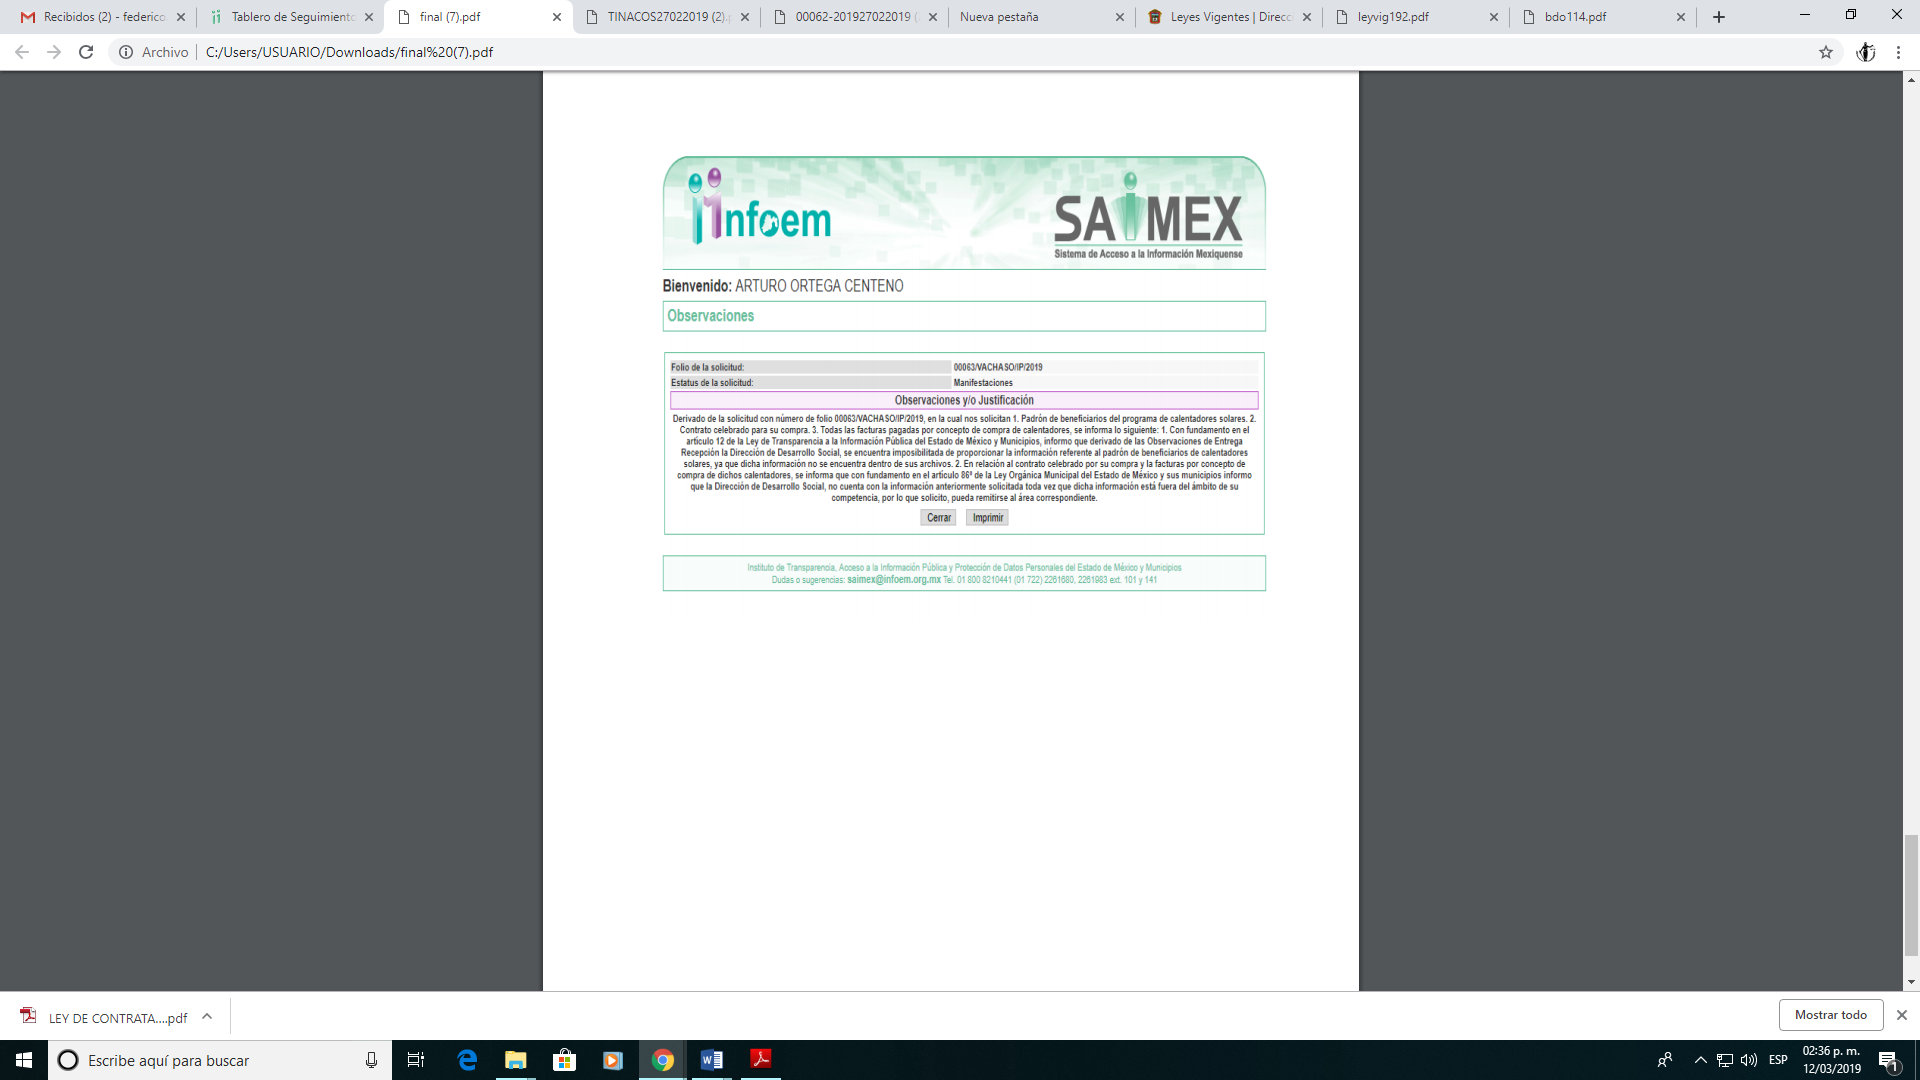 Recibidos (2) - federico
Tablero de Seguimiento
final (7).pdf
TINACOS27022019 (2).p
00062-201927022019 (
Nueva pestaña
Leyes Vigentes | Direcc
leyvig192.pdf
bdo114.pdf
Archivo
C:/Users/USUARIO/Downloads/final%20(7).pdf
infoem
SAIMEX
Sistema de Acceso a la Información Mexiquense
Bienvenido: ARTURO ORTEGA CENTENO
Observaciones
Folio de la solicitud: 00063/VACHASO/IP/2019
Estatus de la solicitud: Manifestaciones
Observaciones y/o Justificación
Derivado de la solicitud con número de folio 00063/VACHASO/IP/2019, en la cual nos solicitan 1. Padrón de beneficiarios del programa de calentadores solares. 2.
Contrato celebrado para su compra. 3. Todas las facturas pagadas por concepto de compra de calentadores, se informa lo siguiente: 1. Con fundamento en el
artículo 12 de la Ley de Transparencia a la Información Pública del Estado de México y Municipios, informo que derivado de las Observaciones de Entrega
Recepción la Dirección de Desarrollo Social, se encuentra imposibilitada de proporcionar la información referente al padrón de beneficiarios de calentadores
solares, ya que dicha información no se encuentra dentro de sus archivos. 2. En relación al contrato celebrado por su compra y la facturas por concepto de
compra de dichos calentadores, se informa que con fundamento en el artículo 86º de la Ley Orgánica Municipal del Estado de México y sus municipios informo
que la Dirección de Desarrollo Social, no cuenta con la información anteriormente solicitada toda vez que dicha información está fuera del ámbito de su
competencia, por lo que solicito, pueda remitirse al área correspondiente.
Cerrar Imprimir
Instituto de Transparencia, Acceso a la Información Pública y Protección de Datos Personales del Estado de México y Municipios
Dudas o sugerencias: saimex@infoem.org.mx Tel. 01 800 8210441 (01 722) 2261680, 2261983 ext. 101 y 141
LEY DE CONTRATA....pdf
Mostrar todo
Escribe aquí para buscar
ESP
02:36 p. m.
12/03/2019
1